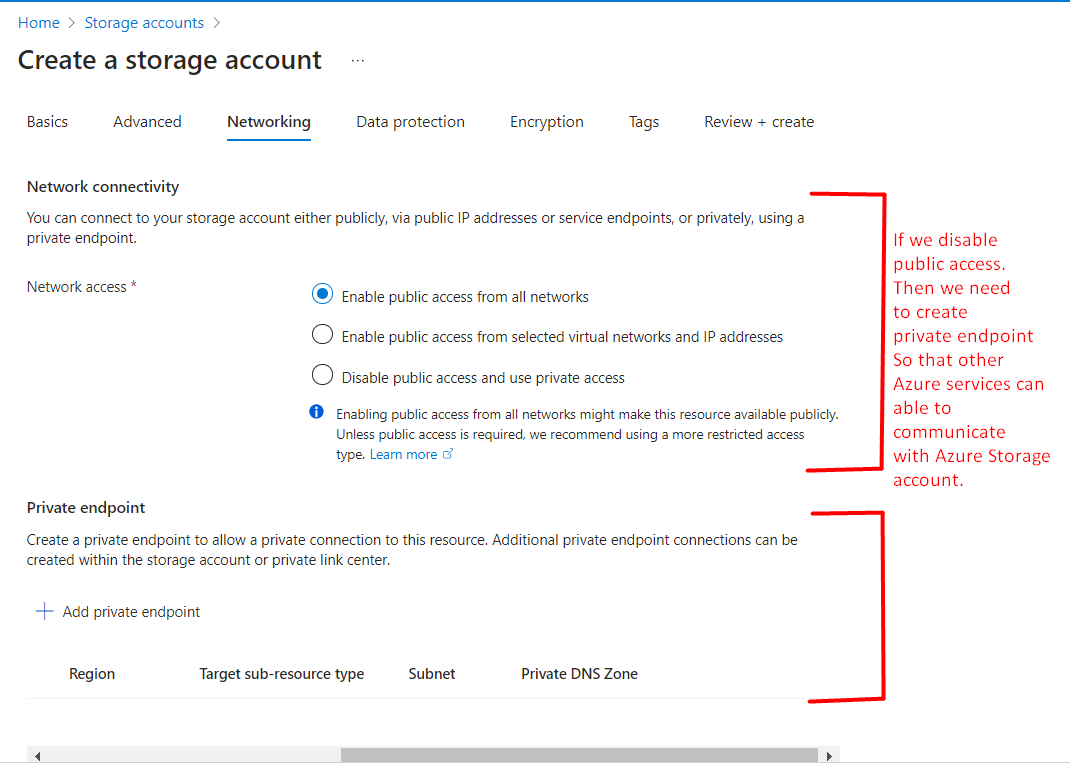 Home > Storage accounts >
Create a storage account ...
Basics Advanced Networking Data protection Encryption Tags Review + create
Network connectivity
You can connect to your storage account either publicly, via public IP addresses or service endpoints, or privately, using a
private endpoint.
Network access *
Enable public access from all networks
Enable public access from selected virtual networks and IP addresses
Disable public access and use private access
Enabling public access from all networks might make this resource available publicly.
Unless public access is required, we recommend using a more restricted access
type. Learn more
If we disable
public access.
Then we need
to create
private endpoint
So that other
Azure services can
able to
communicate
with Azure Storage
account.
Private endpoint
Create a private endpoint to allow a private connection to this resource. Additional private endpoint connections can be
created within the storage account or private link center.
+ Add private endpoint
Region Target sub-resource type Subnet Private DNS Zone